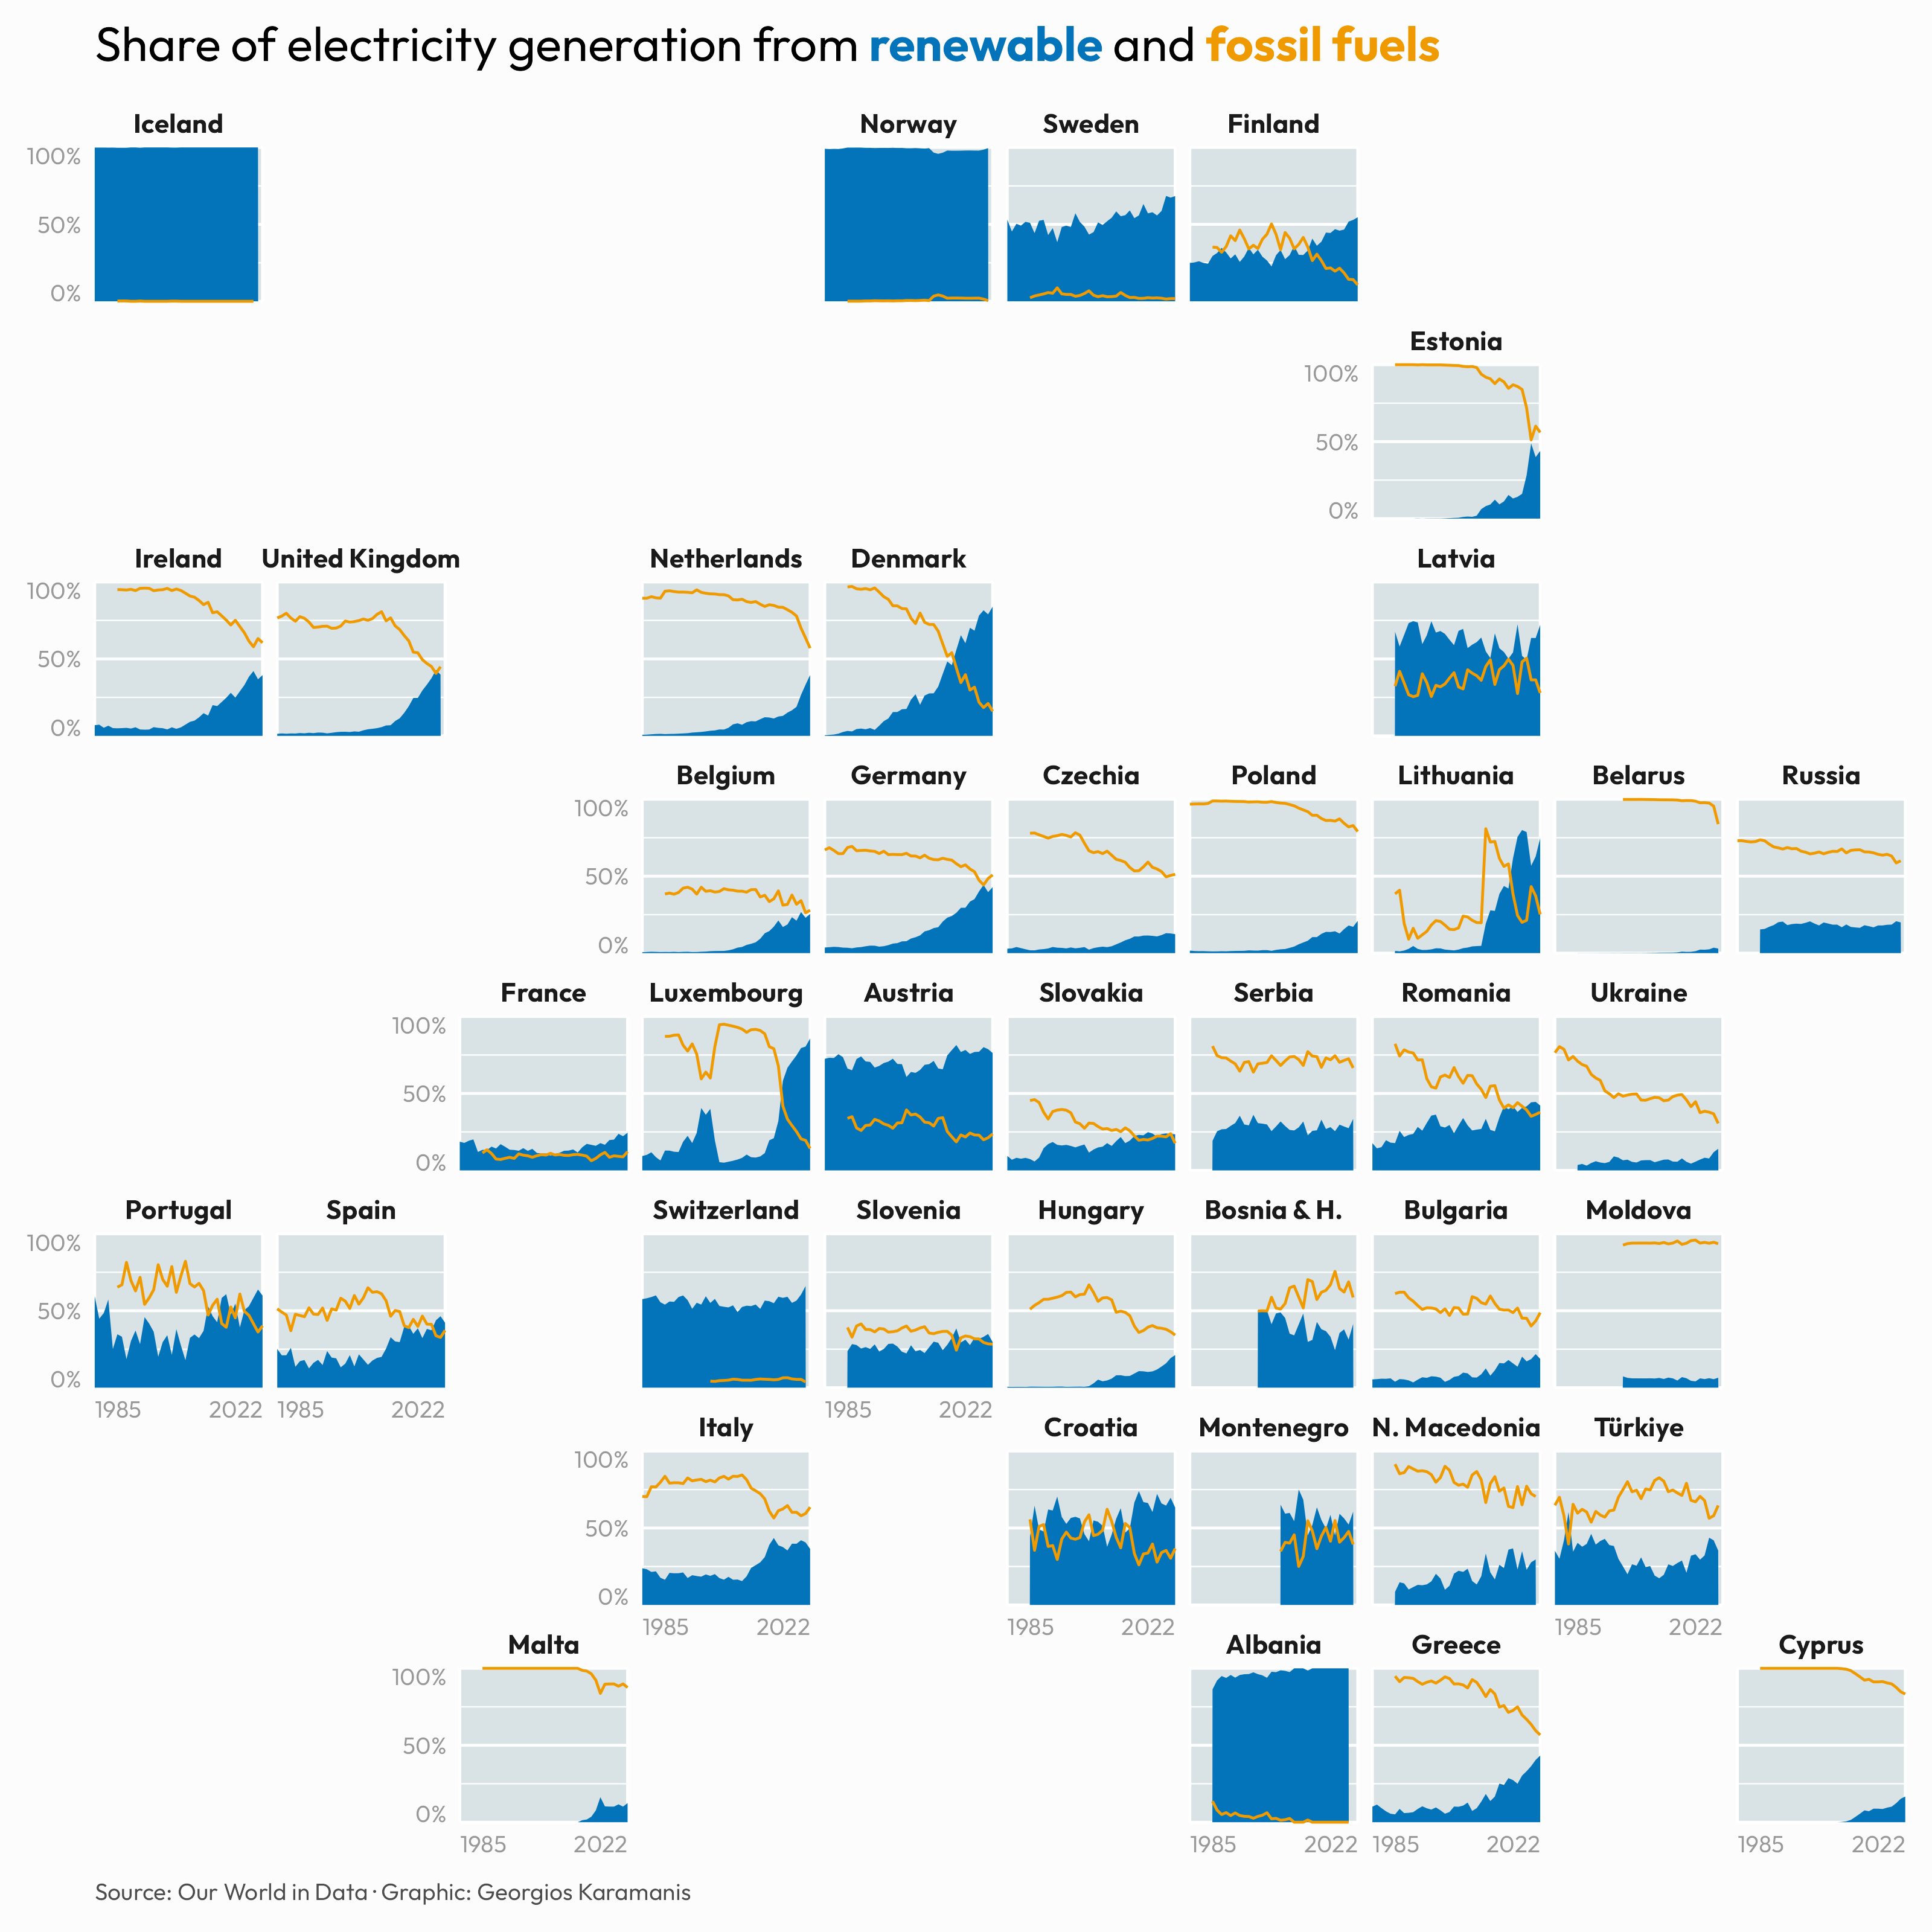 Share of electricity generation from renewable and fossil fuels
Iceland
Norway
Sweden
Finland
100%
50%
0%
Estonia
100%
50%
0%
Ireland
United Kingdom
Netherlands
Denmark
Latvia
100%
50%
0%
Belgium
Germany
Czechia
Poland
Lithuania
Belarus
Russia
100%
50%
0%
France
Luxembourg
Austria
Slovakia
Serbia
Romania
Ukraine
100%
50%
0%
Portugal
Spain
Switzerland
Slovenia
Hungary
Bosnia & H.
Bulgaria
Moldova
100%
50%
0%
1985 2022
1985 2022
1985 2022
Italy
Croatia
Montenegro
N. Macedonia
Türkiye
100%
50%
0%
1985 2022
1985 2022
1985 2022
Malta
Albania
Greece
Cyprus
100%
50%
0%
1985 2022
1985 2022
1985 2022
1985 2022
Source: Our World in Data · Graphic: Georgios Karamanis